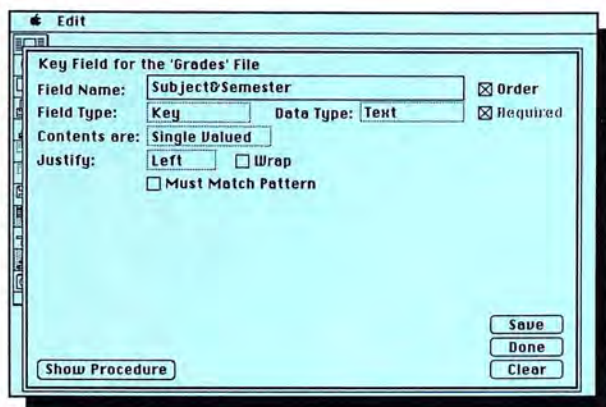 Edit
Key Field for the 'Grades' File
Field Name: Subject&Semester Order
Field Type: Key Data Type: Text Required
Contents are: Single Valued
Justify: Left Wrap
Must Match Pattern
Save
Done
Show Procedure Clear